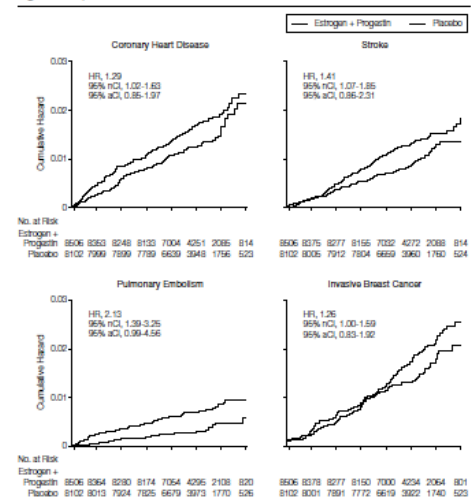 Estrogen + Progestin Placebo
Coronary Heart Disease
Stroke
0.03
0.02
0.01
0
Cumulative Hazard
HR, 1.29
95% nCI, 1.02-1.63
95% aCI, 0.85-1.97
HR, 1.41
95% nCI, 1.07-1.85
95% aCI, 0.86-2.31
No. at Risk
Estrogen +
Progestin 8506 8353 8248 8133 7004 4251 2085 814
Placebo 8102 7999 7899 7789 6639 3948 1756 523
8506 8375 8277 8155 7032 4272 2088 814
8102 8005 7912 7804 6659 3960 1760 524
Pulmonary Embolism
Invasive Breast Cancer
0.03
0.02
0.01
0
Cumulative Hazard
HR, 2.13
95% nCI, 1.39-3.25
95% aCI, 0.99-4.56
HR, 1.26
95% nCI, 1.00-1.59
95% aCI, 0.83-1.92
No. at Risk
Estrogen +
Progestin 8506 8364 8280 8174 7054 4295 2108 820
Placebo 8102 8013 7924 7825 6679 3973 1770 526
8506 8378 8277 8150 7000 4234 2064 801
8102 8001 7891 7772 6619 3922 1740 523